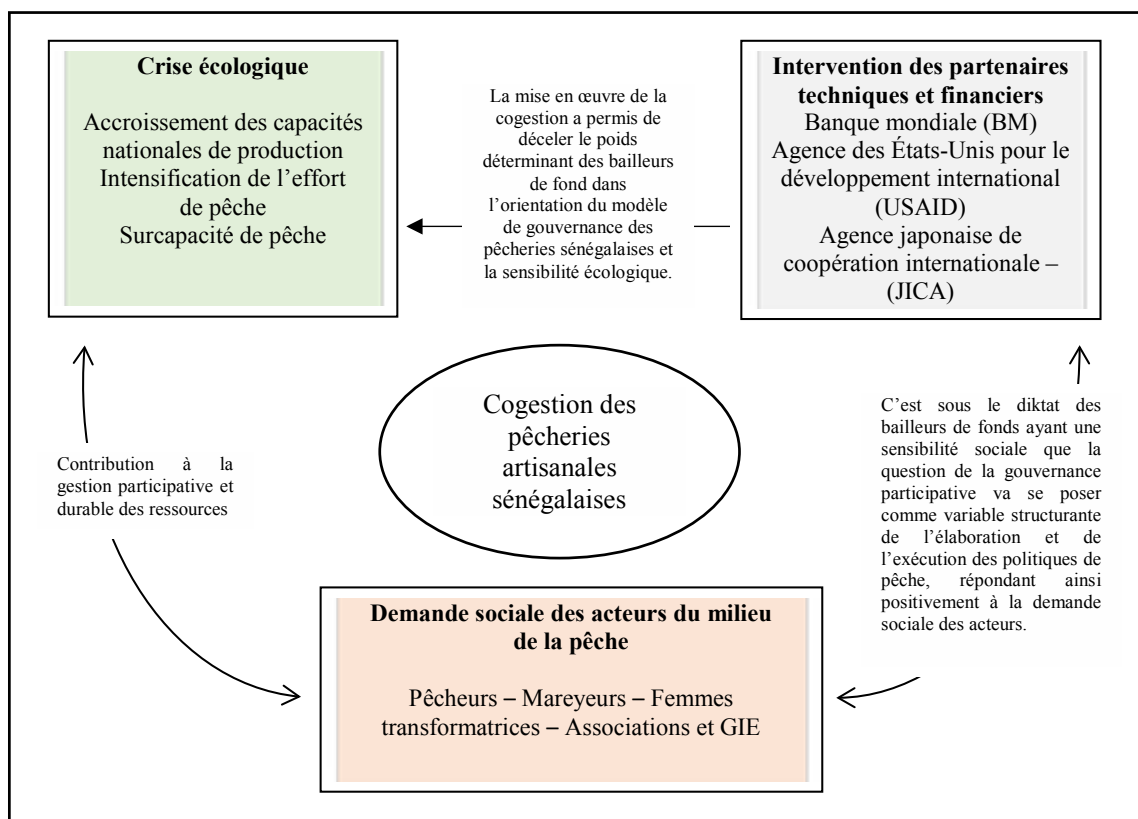 Crise écologique
Accroissement des capacités
nationales de production
Intensification de l'effort
de pêche
Surcapacité de pêche
La mise en œuvre de la
cogestion a permis de
déceler le poids
déterminant des bailleurs
de fond dans
l'orientation du modèle
de gouvernance des
pêcheries sénégalaises et
la sensibilité écologique.
Intervention des partenaires
techniques et financiers
Banque mondiale (BM)
Agence des États-Unis pour le
développement international
(USAID)
Agence japonaise de
coopération internationale –
(JICA)
Contribution à la
gestion participative et
durable des ressources
Cogestion des
pêcheries
artisanales
sénégalaises
C'est sous le diktat des
bailleurs de fonds ayant une
sensibilité sociale que la
question de la gouvernance
participative va se poser
comme variable structurante
de l'élaboration et de
l'exécution des politiques de
pêche, répondant ainsi
positivement à la demande
sociale des acteurs.
Demande sociale des acteurs du milieu
de la pêche
Pêcheurs – Mareyeurs – Femmes
transformatrices – Associations et GIE